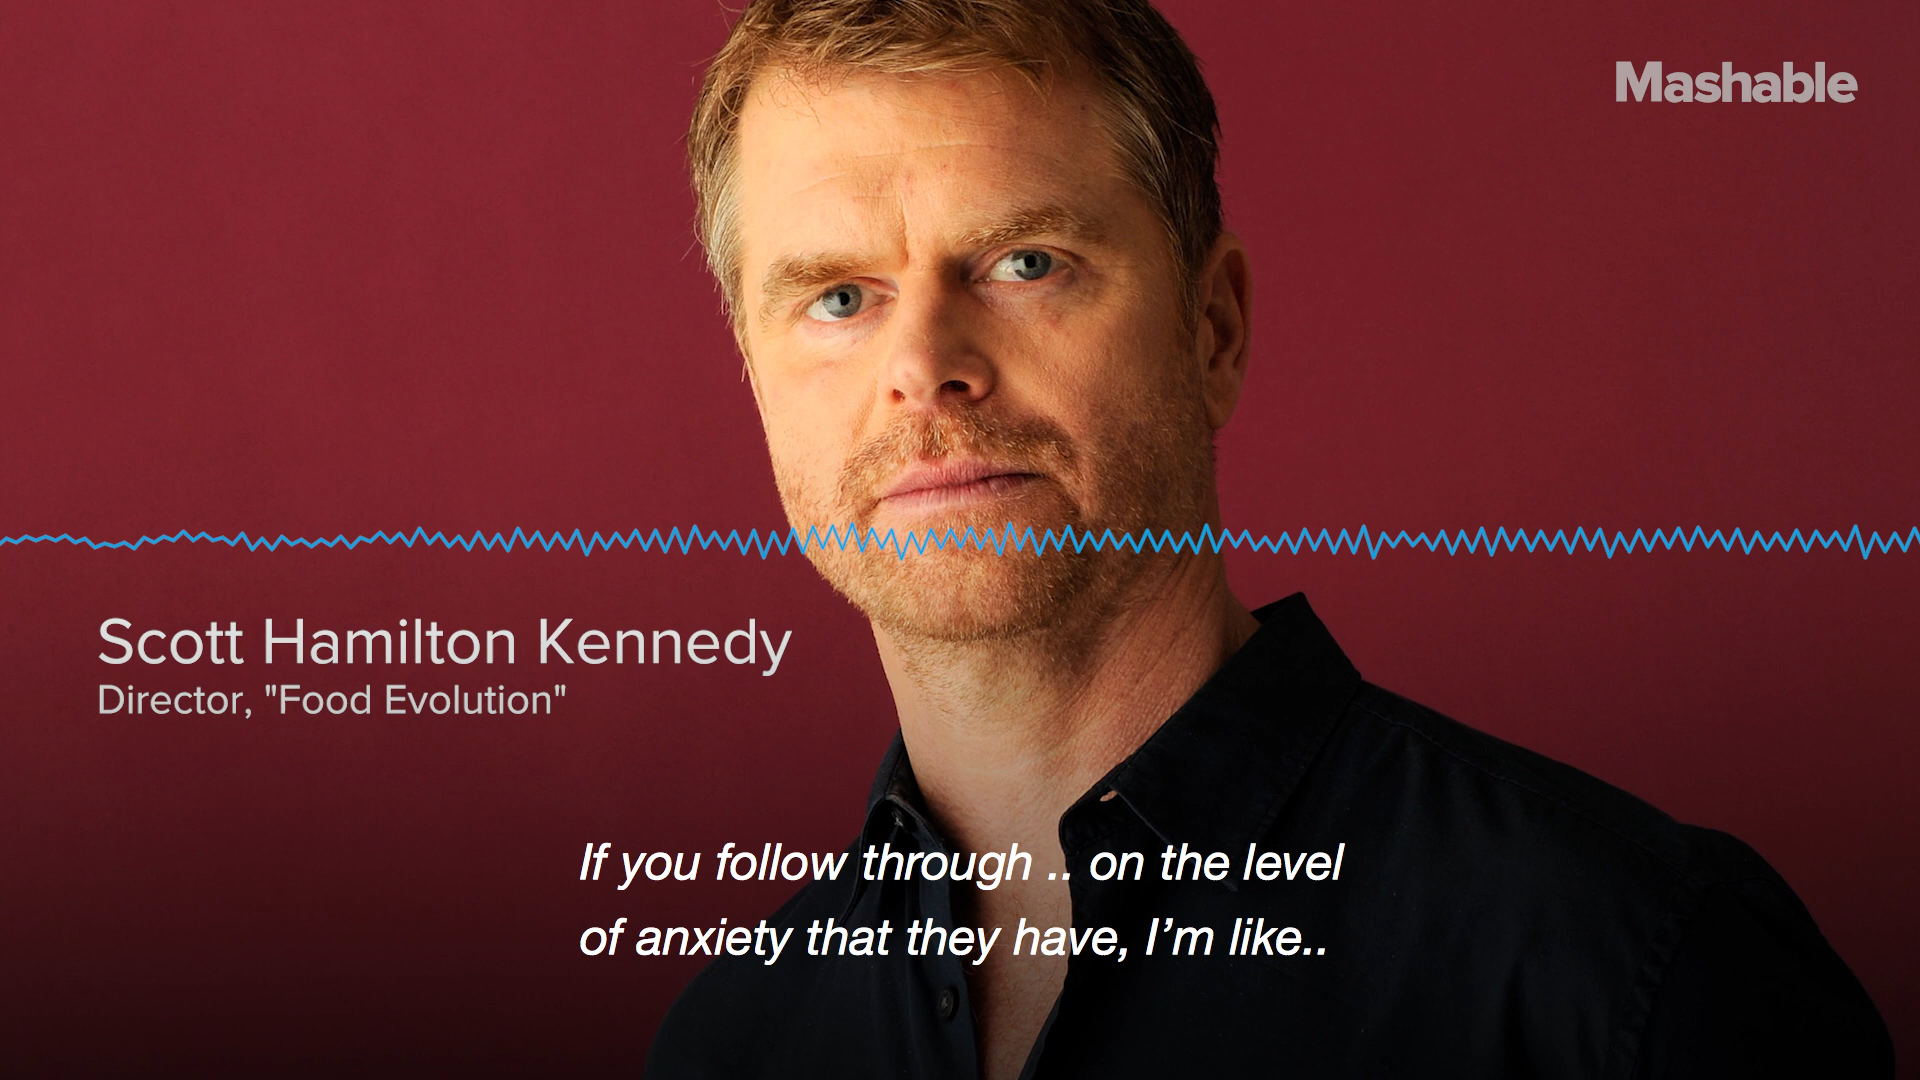 Mashable
Scott Hamilton Kennedy
Director, "Food Evolution"
If you follow through .. on the level
of anxiety that they have, I’m like..